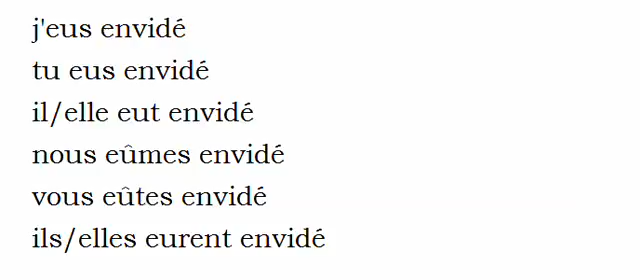 j'eus envidé
tu eus envidé
il/elle eut envidé
nous eûmes envidé
vous eûtes envidé
ils/elles eurent envidé